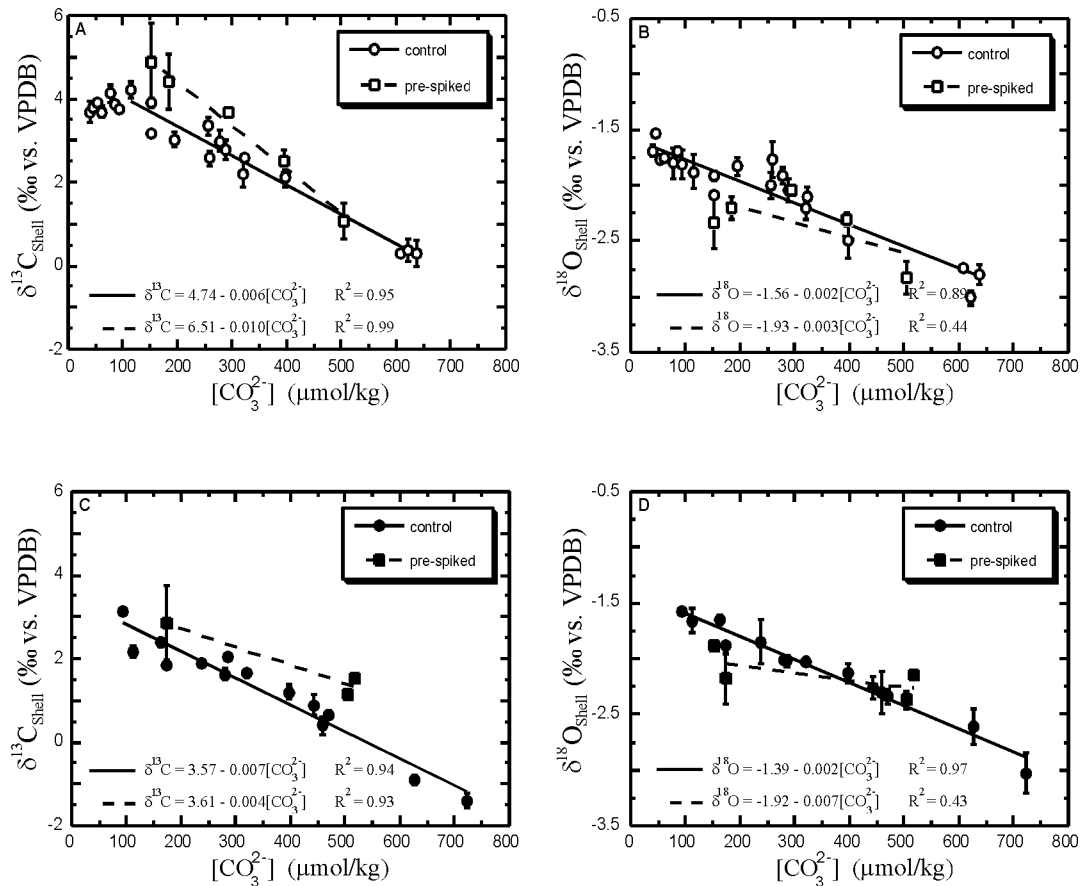 A
control
pre-spiked
6
4
2
0
-2
δ¹³C_Shell (‰ vs. VPDB)
δ¹³C = 4.74 - 0.006[CO₃²⁻] R² = 0.95
δ¹³C = 6.51 - 0.010[CO₃²⁻] R² = 0.99
0 100 200 300 400 500 600 700 800
[CO₃²⁻] (μmol/kg)
B
control
pre-spiked
-0.5
-1.5
-2.5
-3.5
δ¹⁸O_Shell (‰ vs. VPDB)
δ¹⁸O = -1.56 - 0.002[CO₃²⁻] R² = 0.89
δ¹⁸O = -1.93 - 0.003[CO₃²⁻] R² = 0.44
0 100 200 300 400 500 600 700 800
[CO₃²⁻] (μmol/kg)
C
control
pre-spiked
6
4
2
0
-2
δ¹³C_Shell (‰ vs. VPDB)
δ¹³C = 3.57 - 0.007[CO₃²⁻] R² = 0.94
δ¹³C = 3.61 - 0.004[CO₃²⁻] R² = 0.93
0 100 200 300 400 500 600 700 800
[CO₃²⁻] (μmol/kg)
D
control
pre-spiked
-0.5
-1.5
-2.5
-3.5
δ¹⁸O_Shell (‰ vs. VPDB)
δ¹⁸O = -1.39 - 0.002[CO₃²⁻] R² = 0.97
δ¹⁸O = -1.92 - 0.007[CO₃²⁻] R² = 0.43
0 100 200 300 400 500 600 700 800
[CO₃²⁻] (μmol/kg)